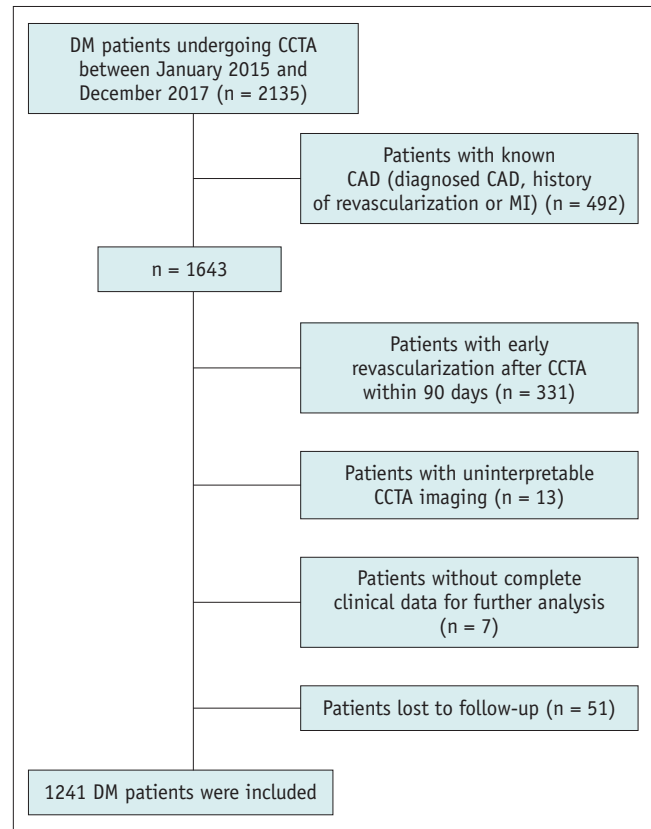 DM patients undergoing CCTA
between January 2015 and
December 2017 (n = 2135)
Patients with known
CAD (diagnosed CAD, history
of revascularization or MI) (n = 492)
n = 1643
Patients with early
revascularization after CCTA
within 90 days (n = 331)
Patients with uninterpretable
CCTA imaging (n = 13)
Patients without complete
clinical data for further analysis
(n = 7)
Patients lost to follow-up (n = 51)
1241 DM patients were included